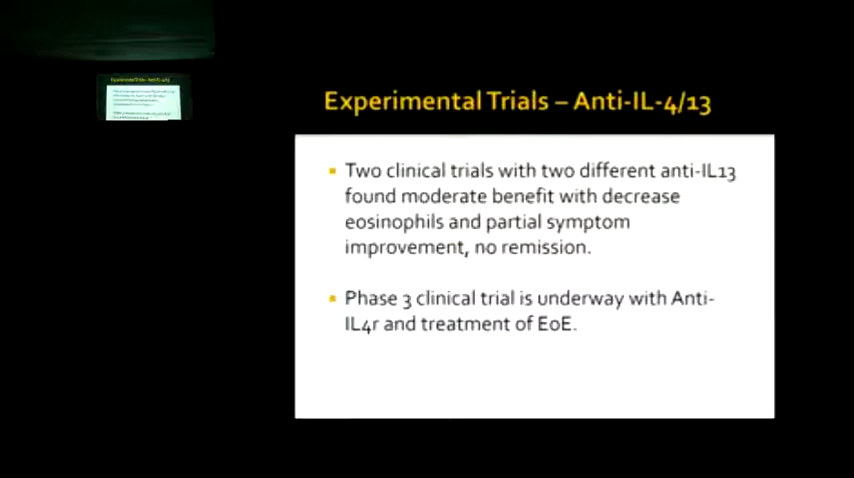 Experimental Trials – Anti-IL-4/13
Two clinical trials with two different anti-IL13
found moderate benefit with decrease
eosinophils and partial symptom
improvement, no remission.
Phase 3 clinical trial is underway with Anti-
IL4r and treatment of EoE.